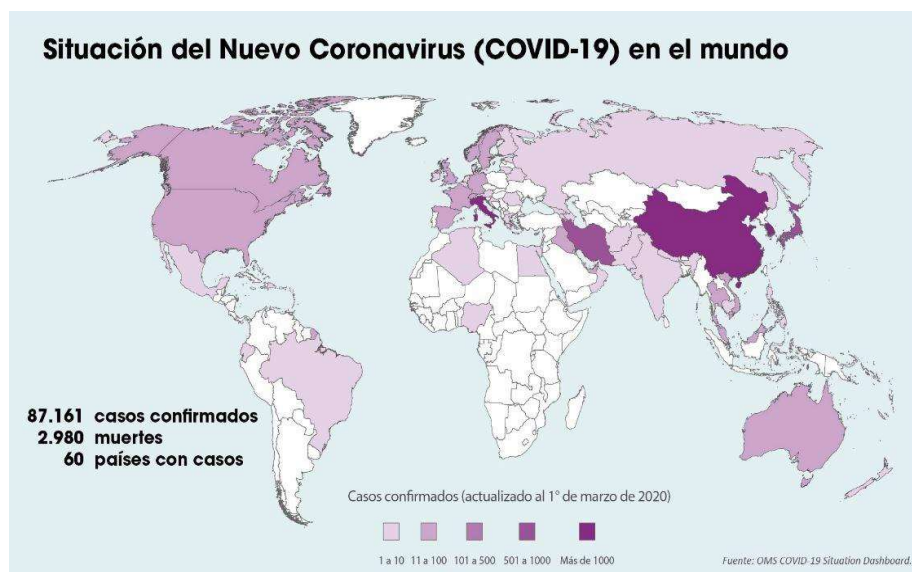 Situación del Nuevo Coronavirus (COVID-19) en el mundo
87.161 casos confirmados
2.980 muertes
60 países con casos
Casos confirmados (actualizado al 1° de marzo de 2020)
1 a 10 11 a 100 101 a 500 501 a 1000 Más de 1000
Fuente: OMS COVID-19 Situation Dashboard.